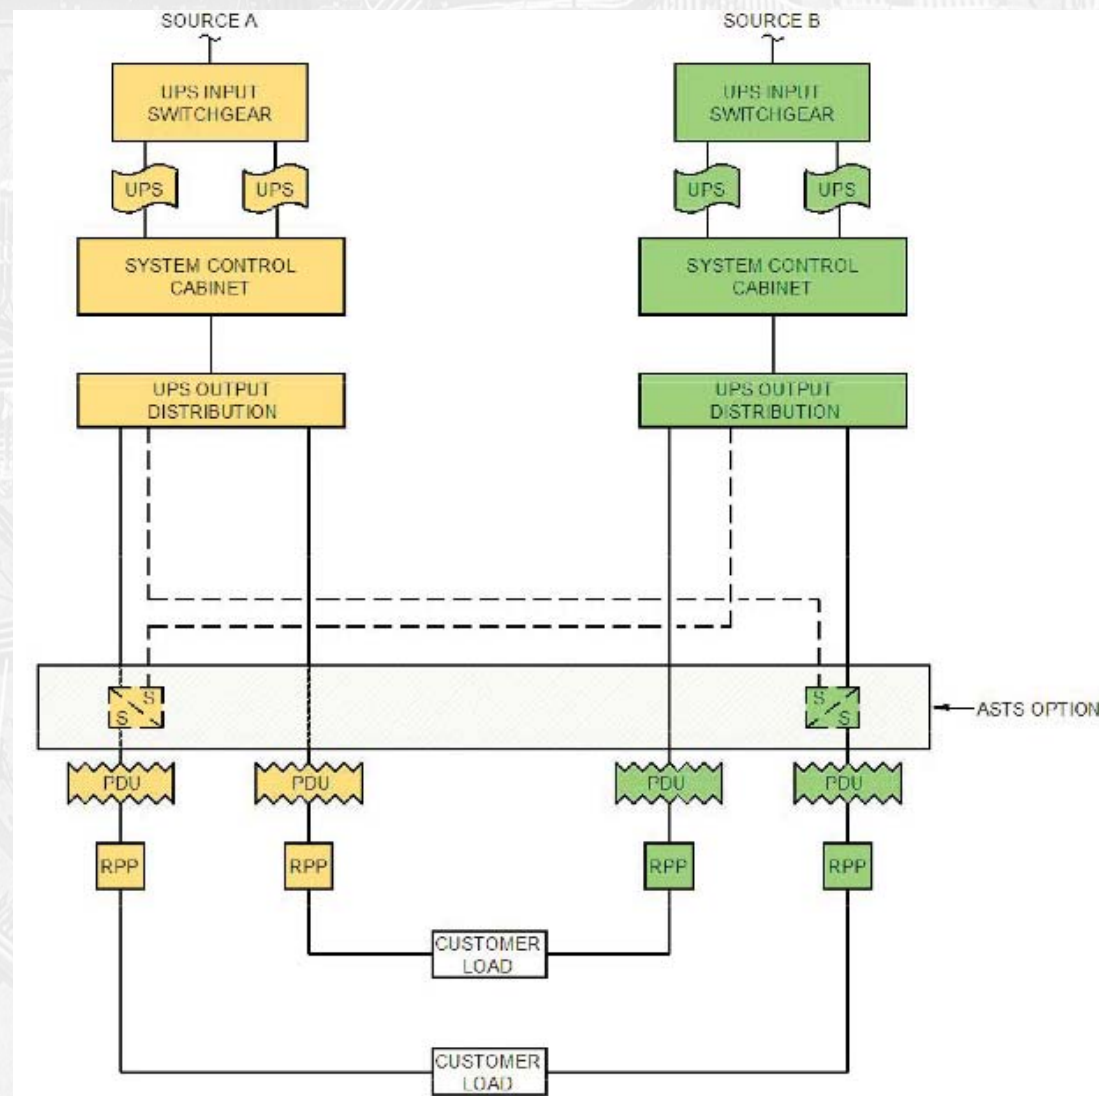 SOURCE A
SOURCE B
UPS INPUT
SWITCHGEAR
UPS INPUT
SWITCHGEAR
UPS
UPS
UPS
UPS
SYSTEM CONTROL
CABINET
SYSTEM CONTROL
CABINET
UPS OUTPUT
DISTRIBUTION
UPS OUTPUT
DISTRIBUTION
S
S
S
S
ASTS OPTION
PDU
PDU
PDU
PDU
RPP
RPP
RPP
RPP
CUSTOMER
LOAD
CUSTOMER
LOAD